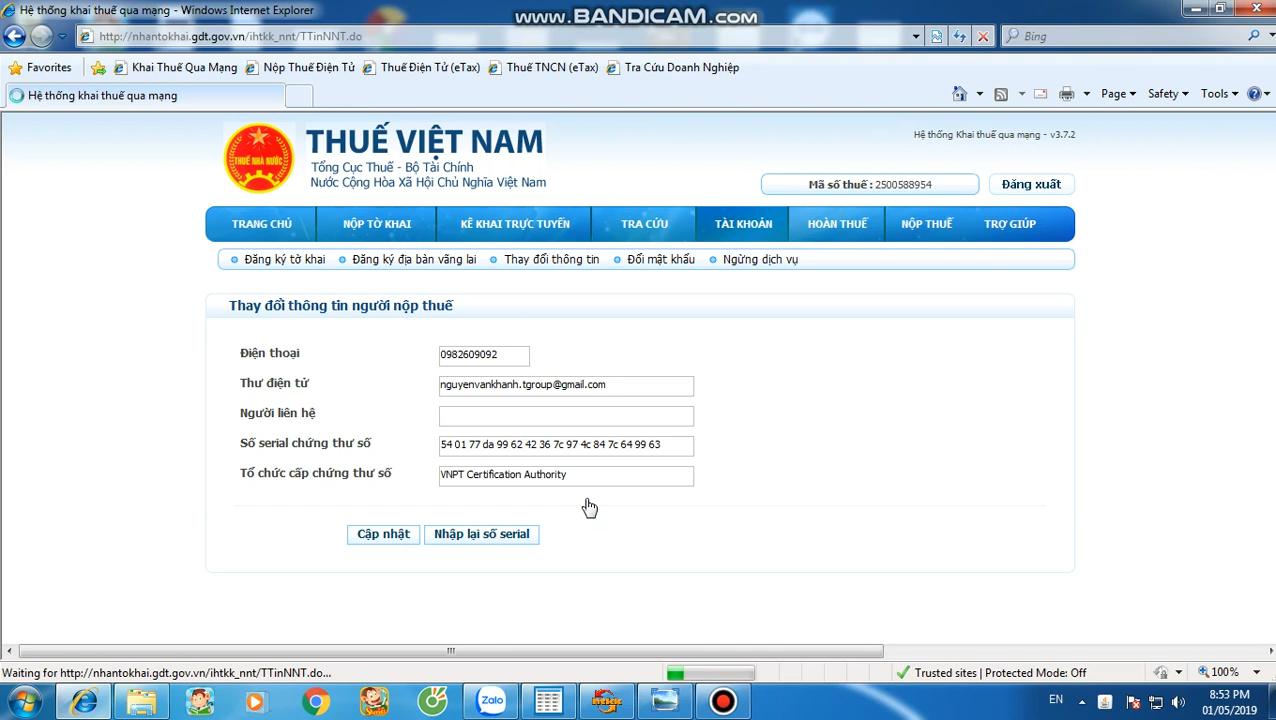 Hệ thống khai thuế qua mạng - Windows Internet Explorer
www.BANDICAM.com
http://nhantokhai.gdt.gov.vn/ihtkk_nnt/TTinNNT.do
Bing
Favorites
Khai Thuế Qua Mạng
Nộp Thuế Điện Tử
Thuế Điện Tử (eTax)
Thuế TNCN (eTax)
Tra Cứu Doanh Nghiệp
Hệ thống khai thuế qua mạng
Page
Safety
Tools
THUẾ NHÀ NƯỚC
THUẾ VIỆT NAM
Tổng Cục Thuế - Bộ Tài Chính
Nước Cộng Hòa Xã Hội Chủ Nghĩa Việt Nam
Hệ thống Khai thuế qua mạng - v3.7.2
Mã số thuế : 2500588954
Đăng xuất
TRANG CHỦ
NỘP TỜ KHAI
KÊ KHAI TRỰC TUYẾN
TRA CỨU
TÀI KHOẢN
HOÀN THUẾ
NỘP THUẾ
TRỢ GIÚP
Đăng ký tờ khai
Đăng ký địa bàn vãng lai
Thay đổi thông tin
Đổi mật khẩu
Ngừng dịch vụ
Thay đổi thông tin người nộp thuế
Điện thoại
0982609092
Thư điện tử
nguyenvankhanh.tgroup@gmail.com
Người liên hệ
Số serial chứng thư số
54 01 77 da 99 62 42 36 7c 97 4c 84 7c 64 99 63
Tổ chức cấp chứng thư số
VNPT Certification Authority
Cập nhật
Nhập lại số serial
Waiting for http://nhantokhai.gdt.gov.vn/ihtkk_nnt/TTinNNT.do...
Trusted sites | Protected Mode: Off
100%
Zalo
EN
8:53 PM
01/05/2019